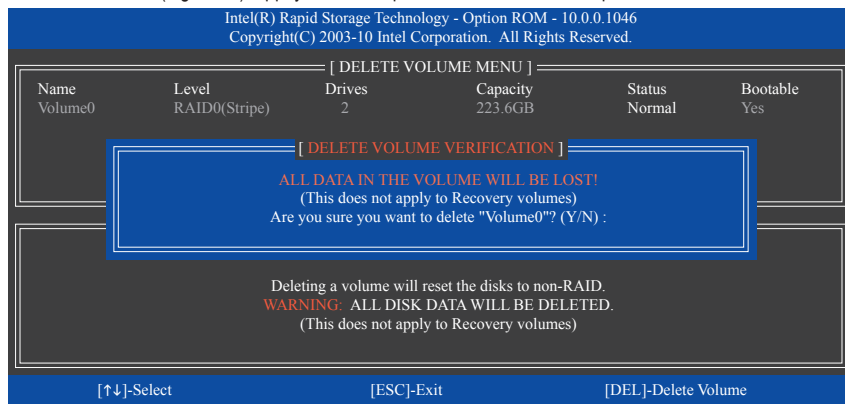 Intel(R) Rapid Storage Technology - Option ROM - 10.0.0.1046
Copyright(C) 2003-10 Intel Corporation. All Rights Reserved.
[ DELETE VOLUME MENU ]
Name Level Drives Capacity Status Bootable
Volume0 RAID0(Stripe) 2 223.6GB Normal Yes
[ DELETE VOLUME VERIFICATION ]
ALL DATA IN THE VOLUME WILL BE LOST!
(This does not apply to Recovery volumes)
Are you sure you want to delete "Volume0"? (Y/N) :
Deleting a volume will reset the disks to non-RAID.
WARNING: ALL DISK DATA WILL BE DELETED.
(This does not apply to Recovery volumes)
[↑↓]-Select [ESC]-Exit [DEL]-Delete Volume